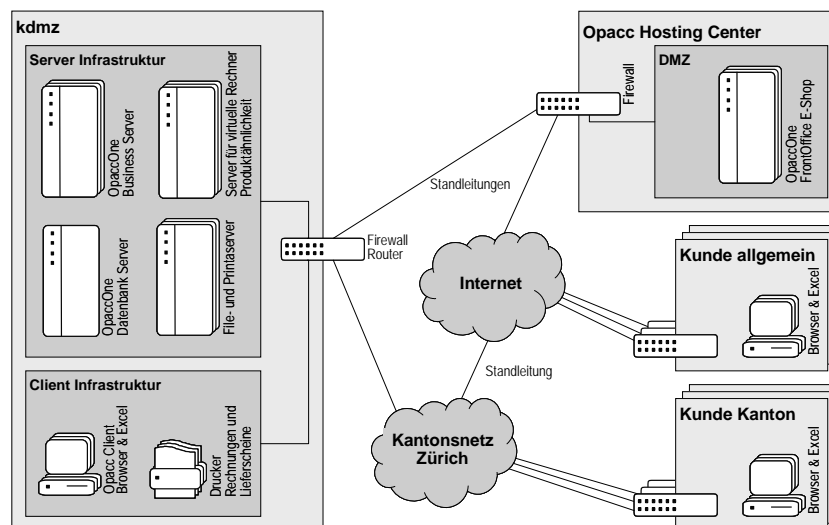 kdmz
Server Infrastruktur
OpaccOne
Business Server
Server für virtuelle Rechner
Produktähnlichkeit
OpaccOne
Datenbank Server
File- und Printaserver
Client Infrastruktur
Opacc Client
Browser & Excel
Drucker
Rechnungen und
Lieferscheine
Firewall
Router
Standleitungen
Internet
Standleitung
Kantonsnetz
Zürich
Opacc Hosting Center
Firewall
DMZ
OpaccOne
FrontOffice E-Shop
Kunde allgemein
Browser & Excel
Kunde Kanton
Browser & Excel